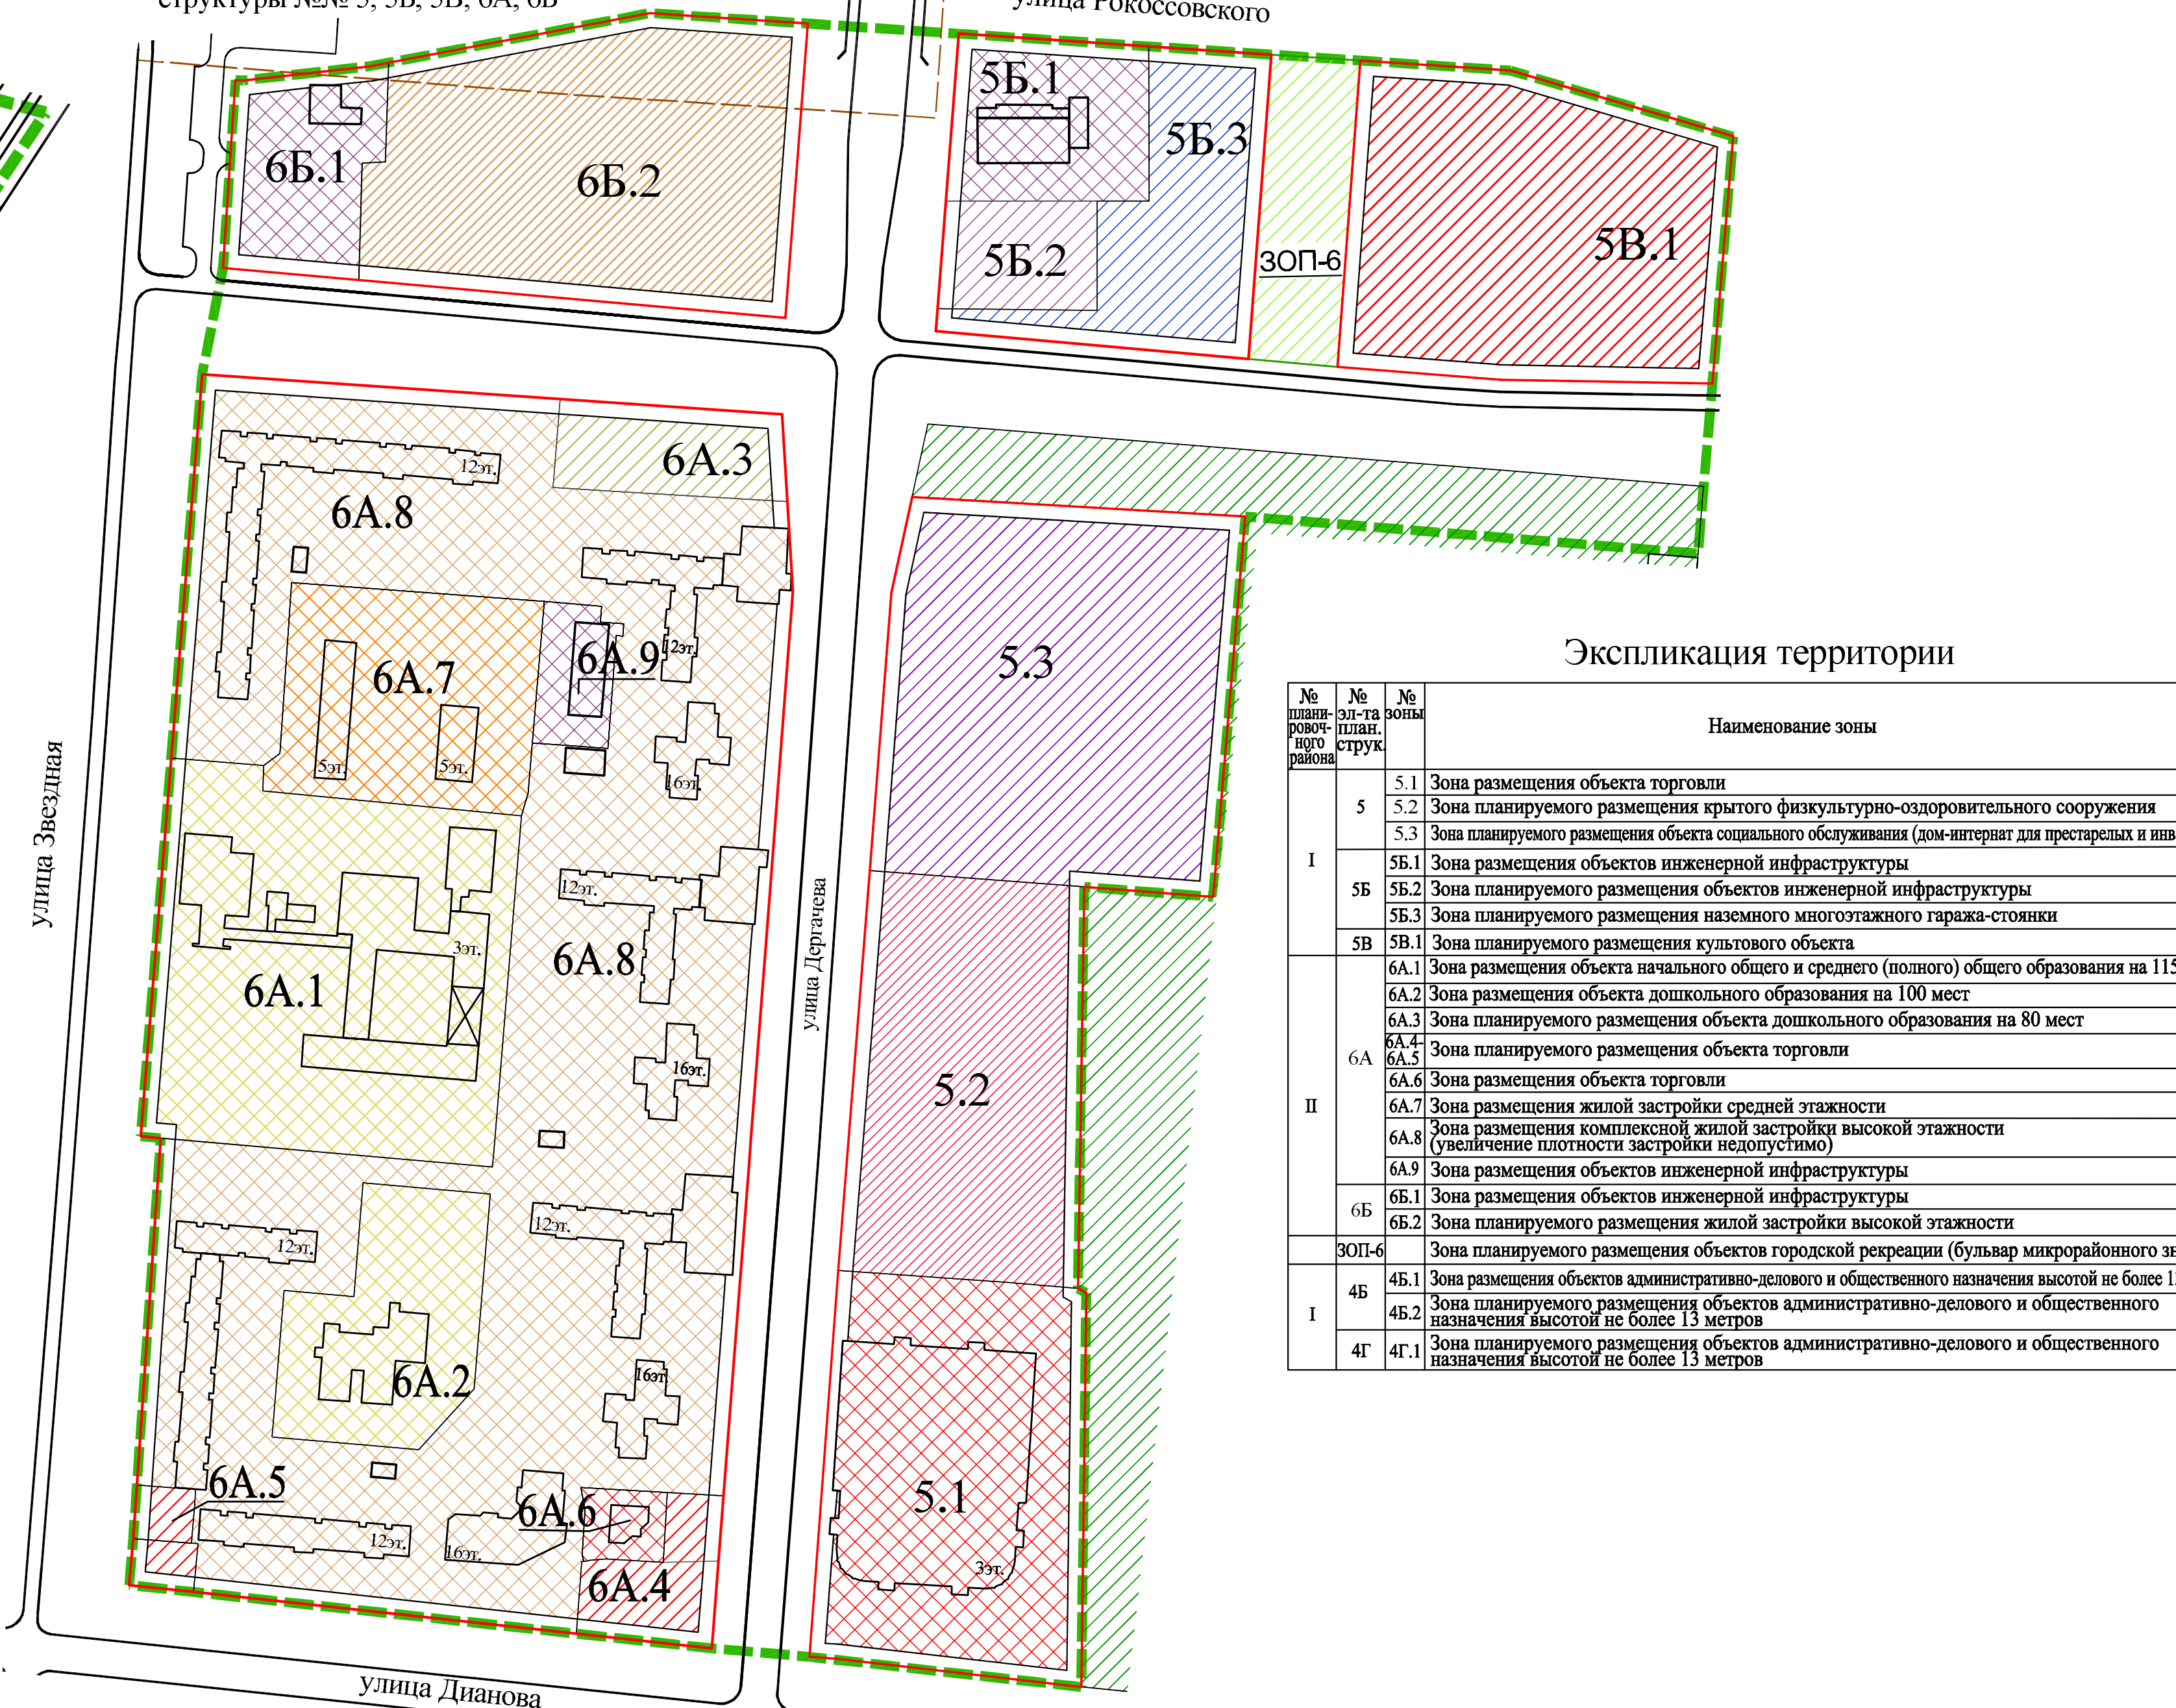 структуры №№ 5, 5Б, 5В, 6А, 6Б
улица Рокоссовского
6Б.1
6Б.2
5Б.1
5Б.2
5Б.3
ЗОП-6
5В.1
6А.3
12эт.
6А.8
6А.7
5эт.
5эт.
6А.9
12эт.
16эт.
5.3
улица Звездная
улица Дергачева
12эт.
3эт.
6А.8
6А.1
16эт.
5.2
12эт.
12эт.
6А.2
16эт.
6А.5
6А.6
12эт.
16эт.
6А.4
5.1
3эт.
улица Дианова
Экспликация территории
№ плани-ровоч-ного района № эл-та план. струк. № зоны Наименование зоны
I 5 5.1 Зона размещения объекта торговли
5.2 Зона планируемого размещения крытого физкультурно-оздоровительного сооружения
5.3 Зона планируемого размещения объекта социального обслуживания (дом-интернат для престарелых и инв
5Б 5Б.1 Зона размещения объектов инженерной инфраструктуры
5Б.2 Зона планируемого размещения объектов инженерной инфраструктуры
5Б.3 Зона планируемого размещения наземного многоэтажного гаража-стоянки
5В 5В.1 Зона планируемого размещения культового объекта
II 6А 6А.1 Зона размещения объекта начального общего и среднего (полного) общего образования на 115
6А.2 Зона размещения объекта дошкольного образования на 100 мест
6А.3 Зона планируемого размещения объекта дошкольного образования на 80 мест
6А.4-6А.5 Зона планируемого размещения объекта торговли
6А.6 Зона размещения объекта торговли
6А.7 Зона размещения жилой застройки средней этажности
6А.8 Зона размещения комплексной жилой застройки высокой этажности
(увеличение плотности застройки недопустимо)
6А.9 Зона размещения объектов инженерной инфраструктуры
6Б 6Б.1 Зона размещения объектов инженерной инфраструктуры
6Б.2 Зона планируемого размещения жилой застройки высокой этажности
ЗОП-6 Зона планируемого размещения объектов городской рекреации (бульвар микрорайонного зн
I 4Б 4Б.1 Зона размещения объектов административно-делового и общественного назначения высотой не более 1
4Б.2 Зона планируемого размещения объектов административно-делового и общественного
назначения высотой не более 13 метров
4Г 4Г.1 Зона планируемого размещения объектов административно-делового и общественного
назначения высотой не более 13 метров